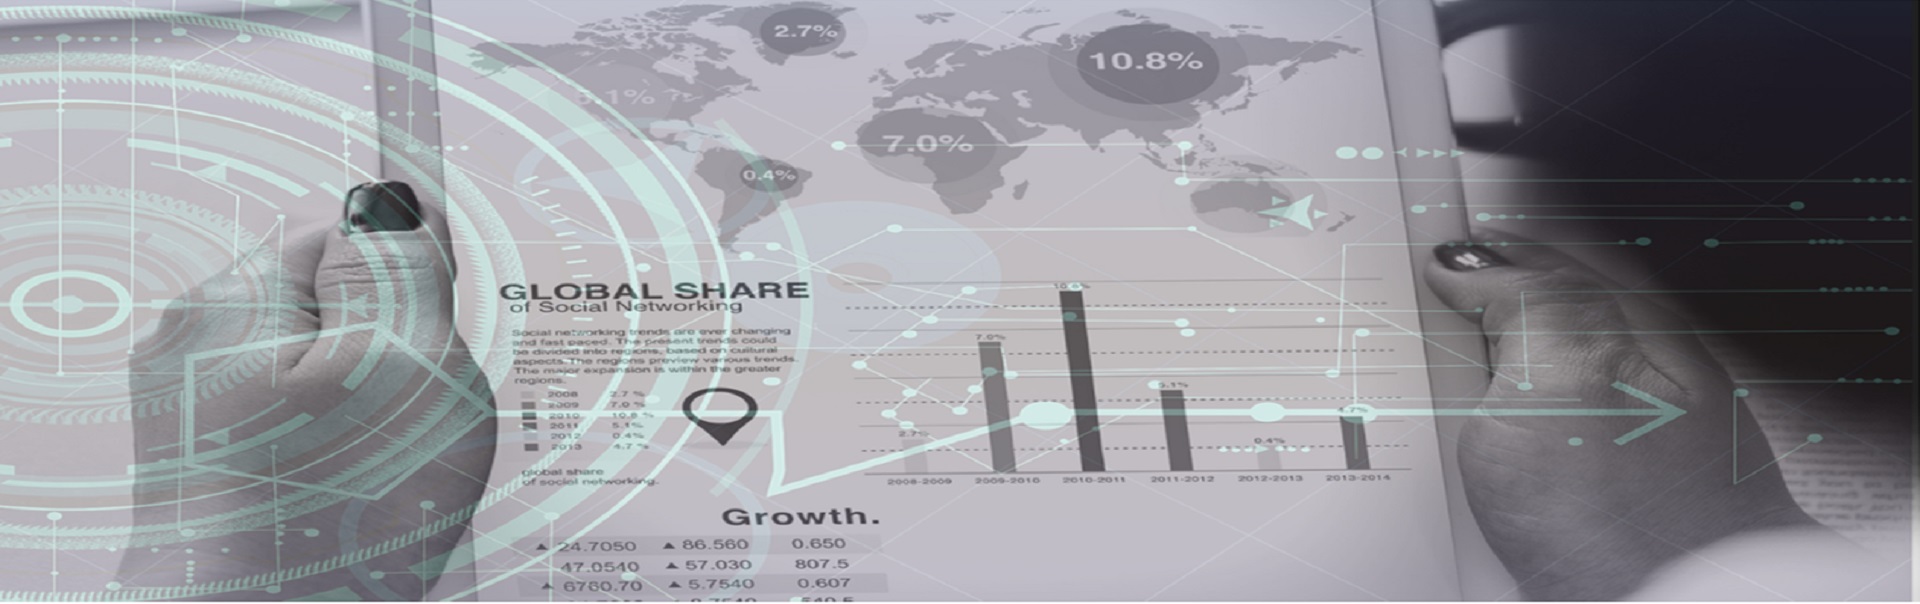 2.7%
10.8%
5.1%
7.0%
0.4%
GLOBAL SHARE
of Social Networking
Social networking trends are ever changing
and fast paced. The present trends could
be divided into regions, based on cultural
aspects. The regions preview various trends.
The major expansion is within the greater
regions.
2008 2.7 %
2009 7.0 %
2010 10.8 %
2011 5.1%
2012 0.4%
2013 4.7 %
global share
of social networking.
10.8%
7.0%
5.1%
4.7%
2.7%
0.4%
2008-2009 2009-2010 2010-2011 2011-2012 2012-2013 2013-2014
Growth.
▲ 24.7050 ▲ 86.560 0.650
47.0540 ▲ 57.030 807.5
▲ 6760.70 ▲ 5.7540 0.607